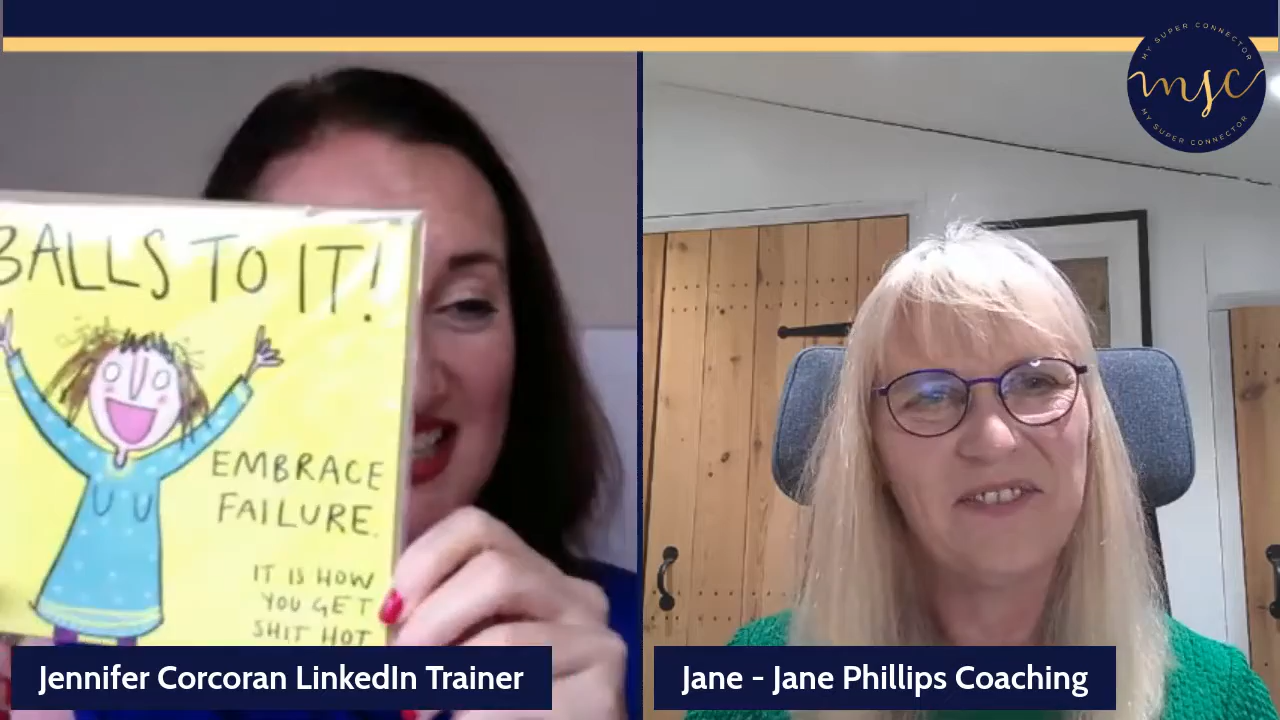 MY SUPER CONNECTOR
msc
MY SUPER CONNECTOR
BALLS TO IT!
EMBRACE
FAILURE.
IT IS HOW
YOU GET
SHIT HOT
Jennifer Corcoran LinkedIn Trainer
Jane - Jane Phillips Coaching